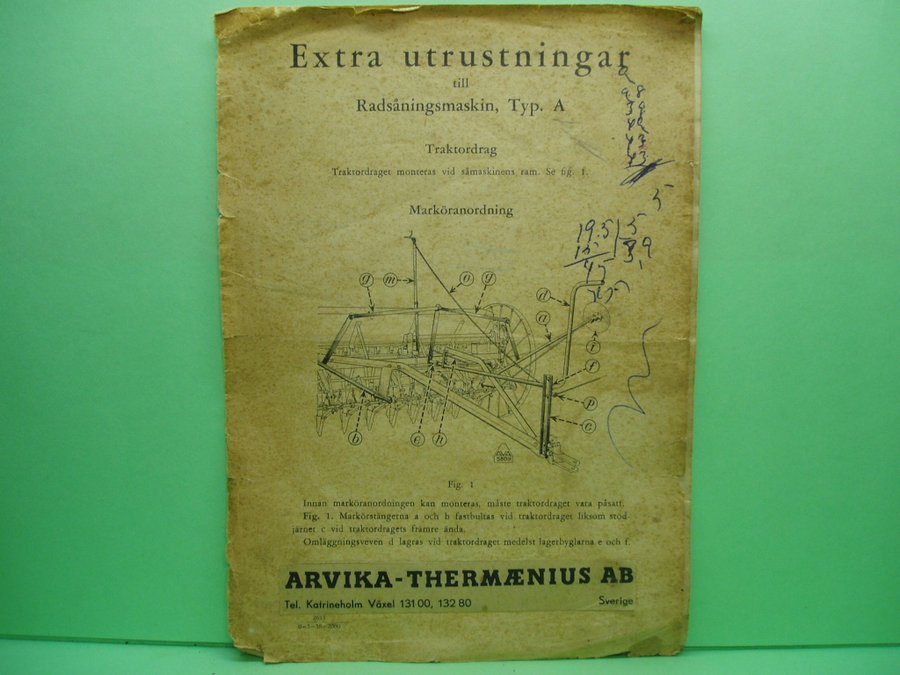 Extra utrustningar
till
Radsåningsmaskin, Typ. A
Traktordrag
Traktordraget monteras vid såmaskinens ram. Se fig. 1.
Marköranordning
g m o g
d
a
i
f
p
c
b e h
Fig. 1
Innan marköranordningen kan monteras, måste traktordraget vara påsatt.
Fig. 1. Markörstängerna a och b fastbultas vid traktordraget liksom stöd-
järnet c vid traktordragets främre ända.
Omläggningsveven d lagras vid traktordraget medelst lagerbyglarna e och f.
ARVIKA-THERMÆNIUS AB
Tel. Katrineholm Växel 131 00, 132 80 Sverige